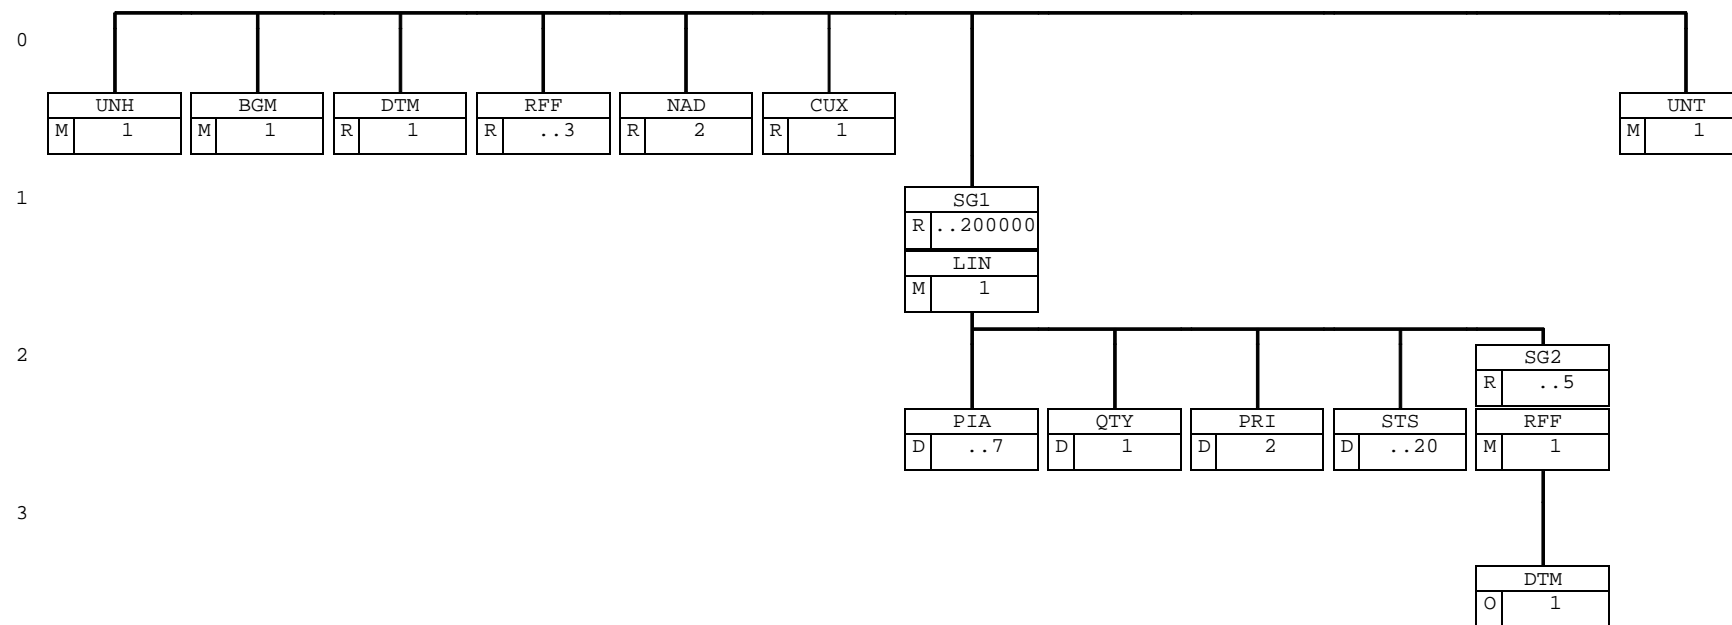 0
UNH BGM DTM RFF NAD CUX UNT
M 1 M 1 R 1 R ..3 R 2 R 1 M 1
1
SG1
R ..200000
LIN
M 1
2
SG2
R ..5
PIA QTY PRI STS RFF
D ..7 D 1 D 2 D ..20 M 1
3
DTM
O 1